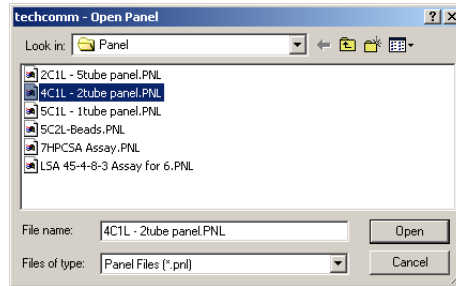 techcomm - Open Panel
Look in: Panel
2C1L - 5tube panel.PNL
4C1L - 2tube panel.PNL
5C1L - 1tube panel.PNL
5C2L-Beads.PNL
7HPCSA Assay.PNL
LSA 45-4-8-3 Assay for 6.PNL
File name: 4C1L - 2tube panel.PNL Open
Files of type: Panel Files (*.pnl) Cancel